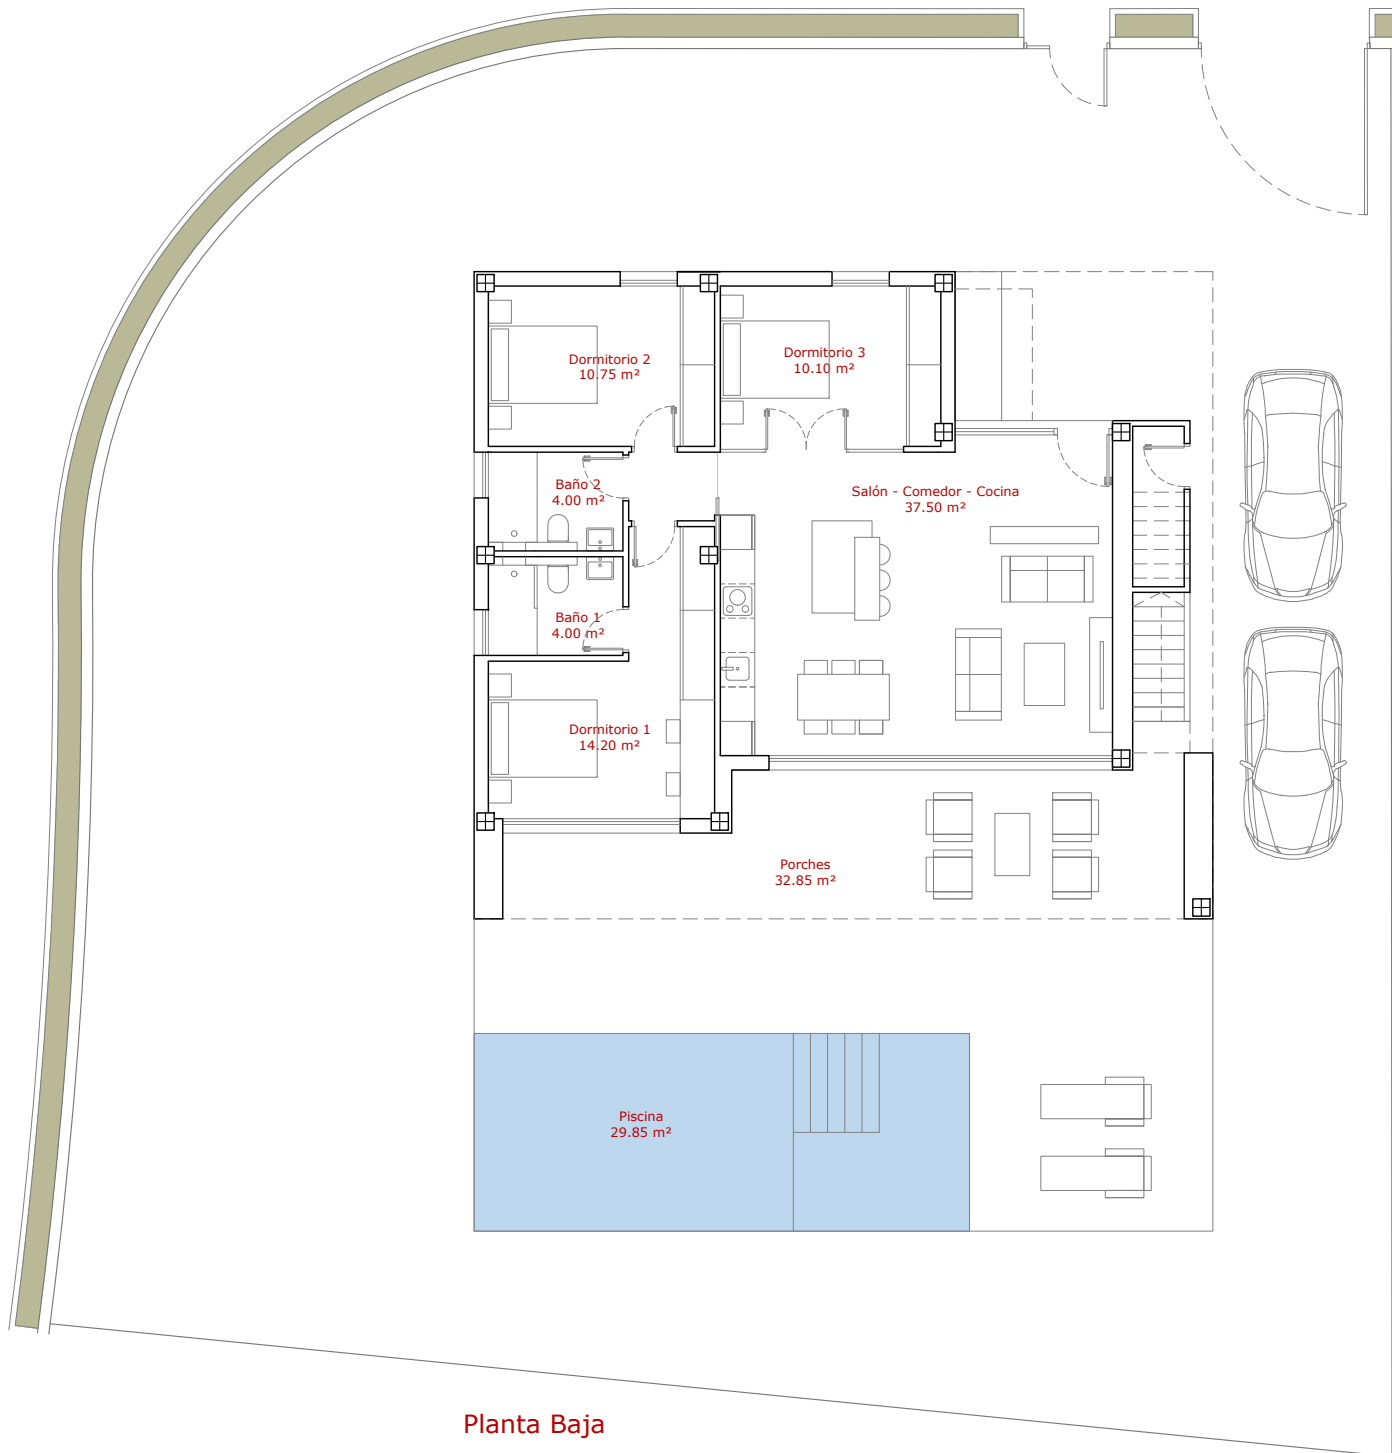 Dormitorio 2
10.75 m²
Dormitorio 3
10.10 m²
Baño 2
4.00 m²
Salón - Comedor - Cocina
37.50 m²
Baño 1
4.00 m²
Dormitorio 1
14.20 m²
Porches
32.85 m²
Piscina
29.85 m²
Planta Baja